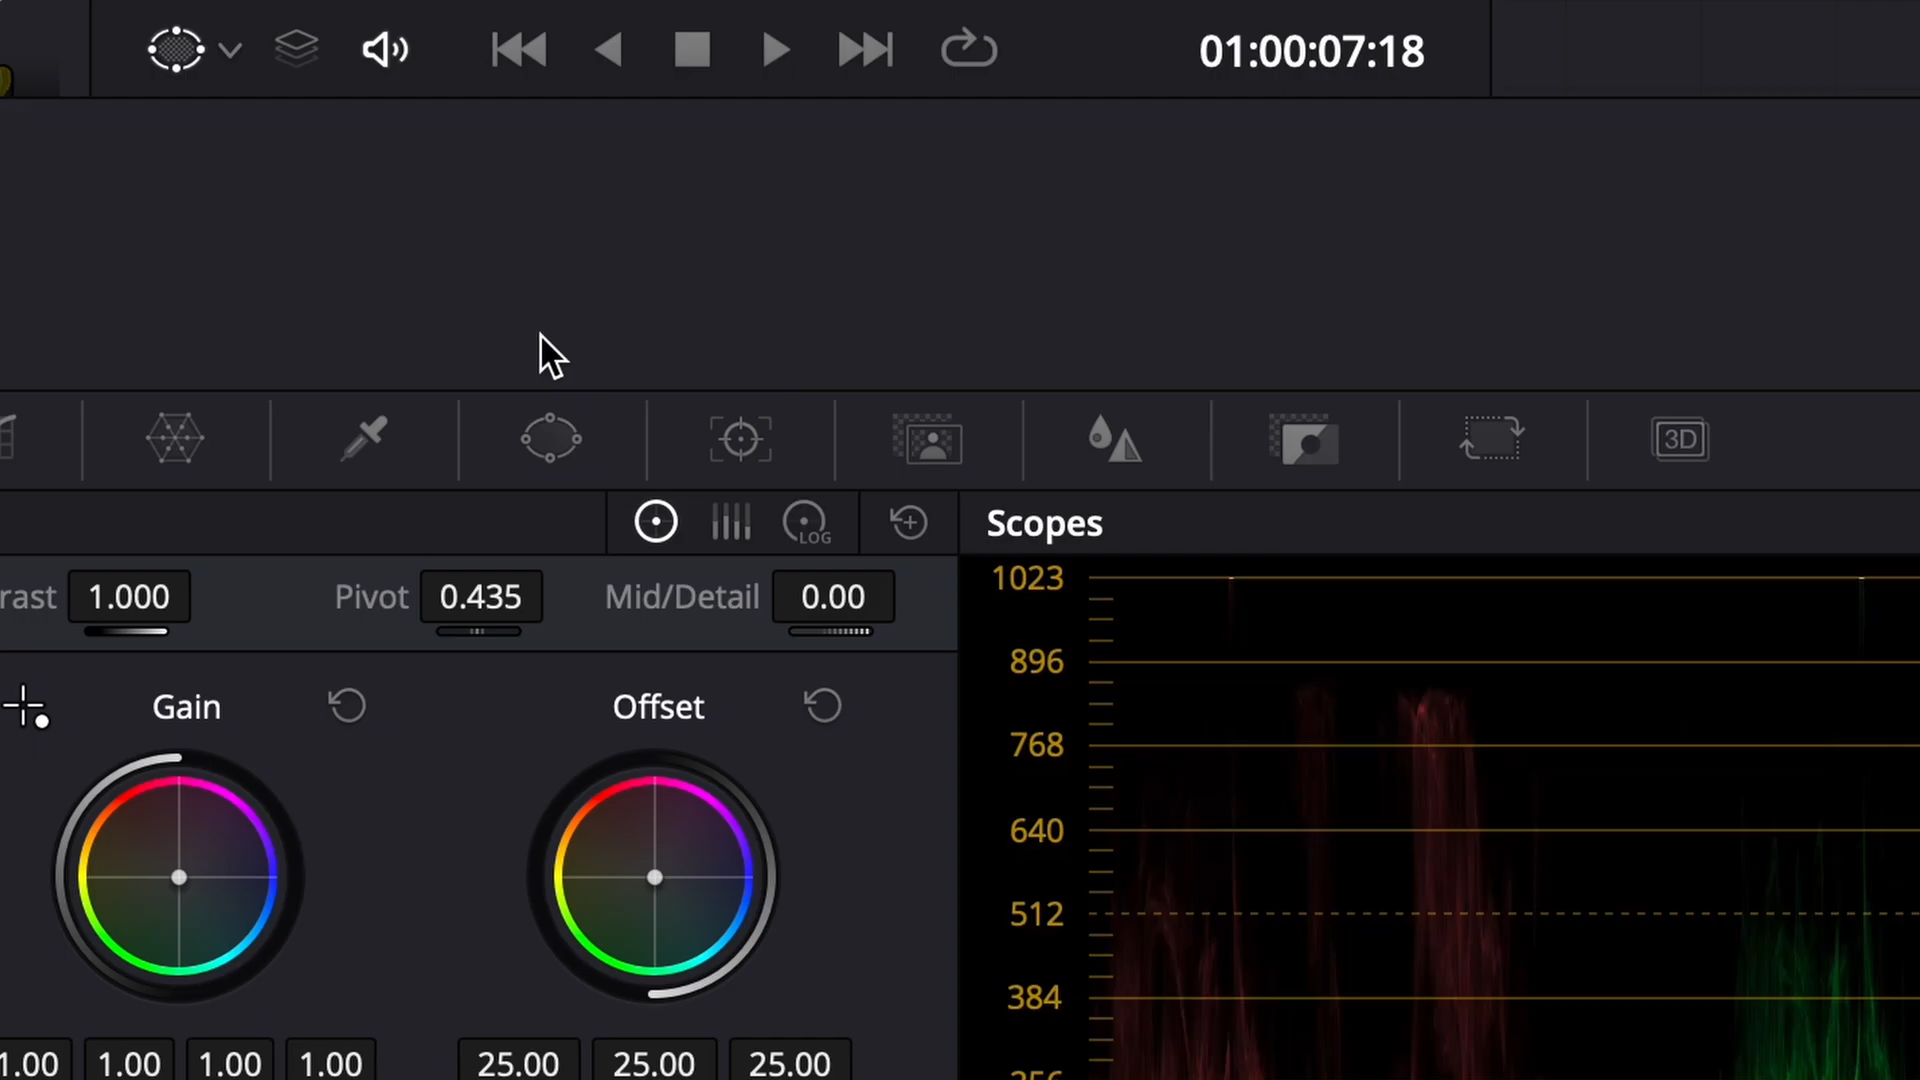 01:00:07:18
3D
LOG
Scopes
rast 1.000 Pivot 0.435 Mid/Detail 0.00
1023
896
Gain Offset
768
640
512
384
1.00 1.00 1.00 1.00 25.00 25.00 25.00